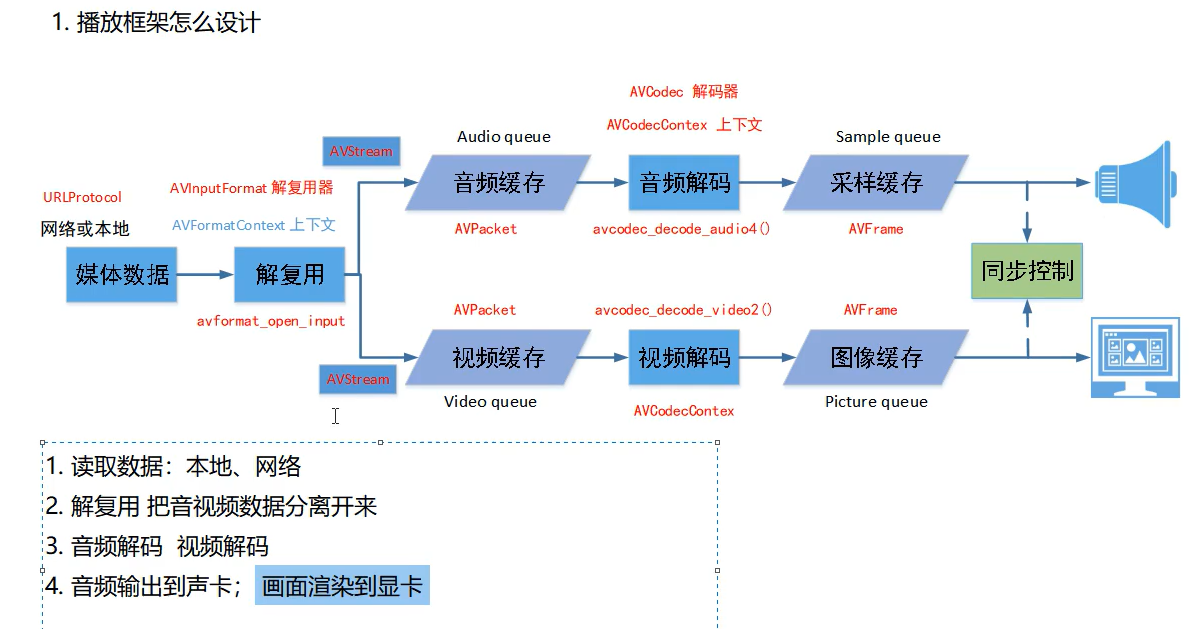 1. 播放框架怎么设计
AVCodec 解码器
AVCodecContex 上下文
Audio queue
Sample queue
AVStream
音频缓存
音频解码
采样缓存
URLProtocol
AVInputFormat 解复用器
网络或本地
AVFormatContext 上下文
AVPacket
avcodec_decode_audio4()
AVFrame
媒体数据
解复用
同步控制
avformat_open_input
AVPacket
avcodec_decode_video2()
AVFrame
视频缓存
视频解码
图像缓存
AVStream
Video queue
AVCodecContex
Picture queue
1. 读取数据：本地、网络
2. 解复用 把音视频数据分离开来
3. 音频解码 视频解码
4. 音频输出到声卡；画面渲染到显卡